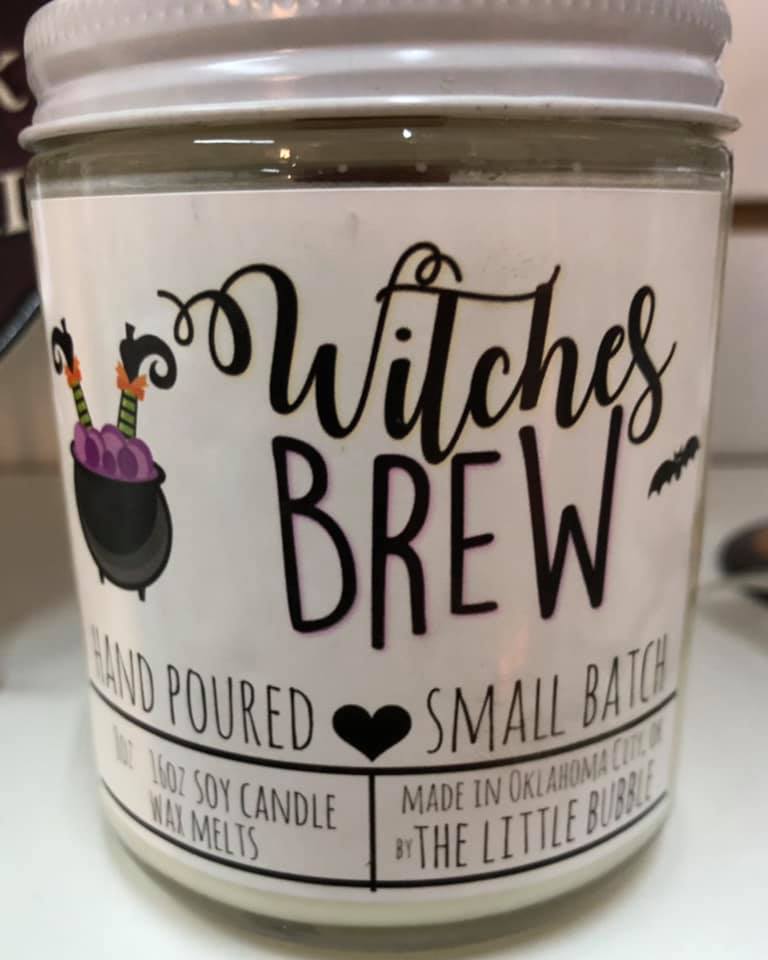 Witches
BREW
HAND POURED SMALL BATCH
16OZ SOY CANDLE
WAX MELTS
MADE IN OKLAHOMA CITY, OK
BY THE LITTLE BUBBLE